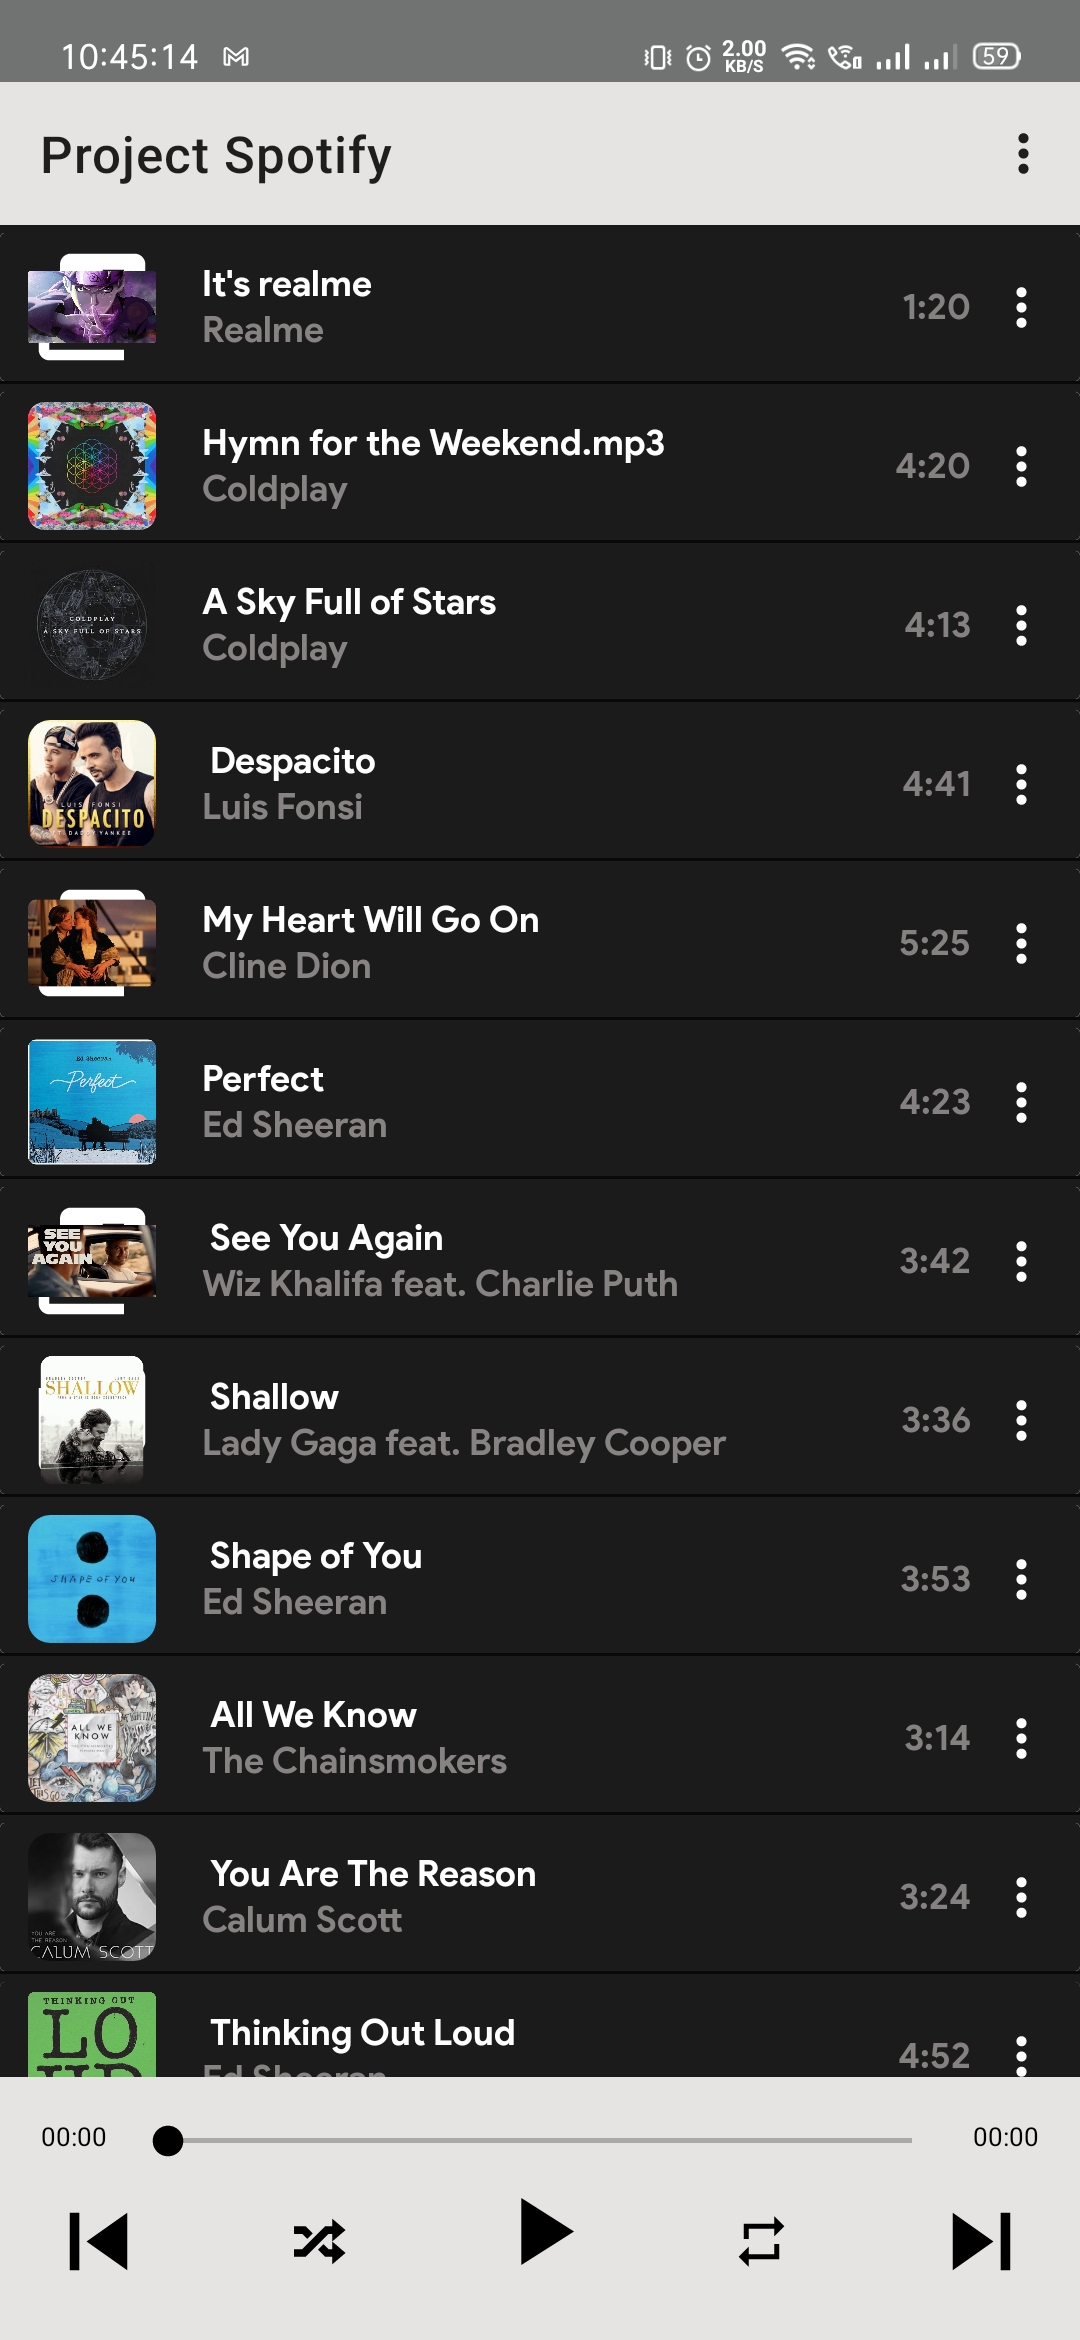 10:45:14
2.00
KB/S
59
Project Spotify
It's realme
Realme
1:20
Hymn for the Weekend.mp3
Coldplay
4:20
COLDPLAY
A SKY FULL OF STARS
A Sky Full of Stars
Coldplay
4:13
LUIS FONSI
DESPACITO
FT. DADDY YANKEE
Despacito
Luis Fonsi
4:41
My Heart Will Go On
Cline Dion
5:25
Ed Sheeran
Perfect
Perfect
Ed Sheeran
4:23
SEE
YOU
AGAIN
See You Again
Wiz Khalifa feat. Charlie Puth
3:42
SHALLOW
Shallow
Lady Gaga feat. Bradley Cooper
3:36
SHAPE OF YOU
Shape of You
Ed Sheeran
3:53
ALL WE
KNOW
All We Know
The Chainsmokers
3:14
YOU ARE
THE REASON
CALUM SCOTT
You Are The Reason
Calum Scott
3:24
THINKING OUT
LO
UD
Thinking Out Loud
Ed Sheeran
4:52
00:00
00:00